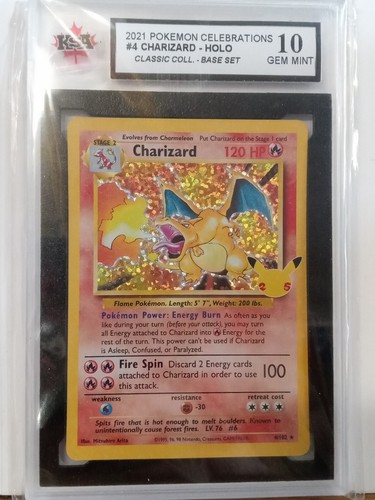 KSA
2021 POKEMON CELEBRATIONS
#4 CHARIZARD - HOLO
CLASSIC COLL. - BASE SET
10
GEM MINT
Evolves from Charmeleon Put Charizard on the Stage 1 card
STAGE 2
Charizard 120 HP
25
Flame Pokémon. Length: 5' 7", Weight: 200 lbs.
Pokémon Power: Energy Burn As often as you
like during your turn (before your attack), you may turn
all Energy attached to Charizard into Energy for the
rest of the turn. This power can't be used if Charizard
is Asleep, Confused, or Paralyzed.
Fire Spin Discard 2 Energy cards
attached to Charizard in order to use
this attack.
100
weakness resistance retreat cost
-30
Spits fire that is hot enough to melt boulders. Known to
unintentionally cause forest fires. LV. 76 #6
Illus. Mitsuhiro Arita
4/102